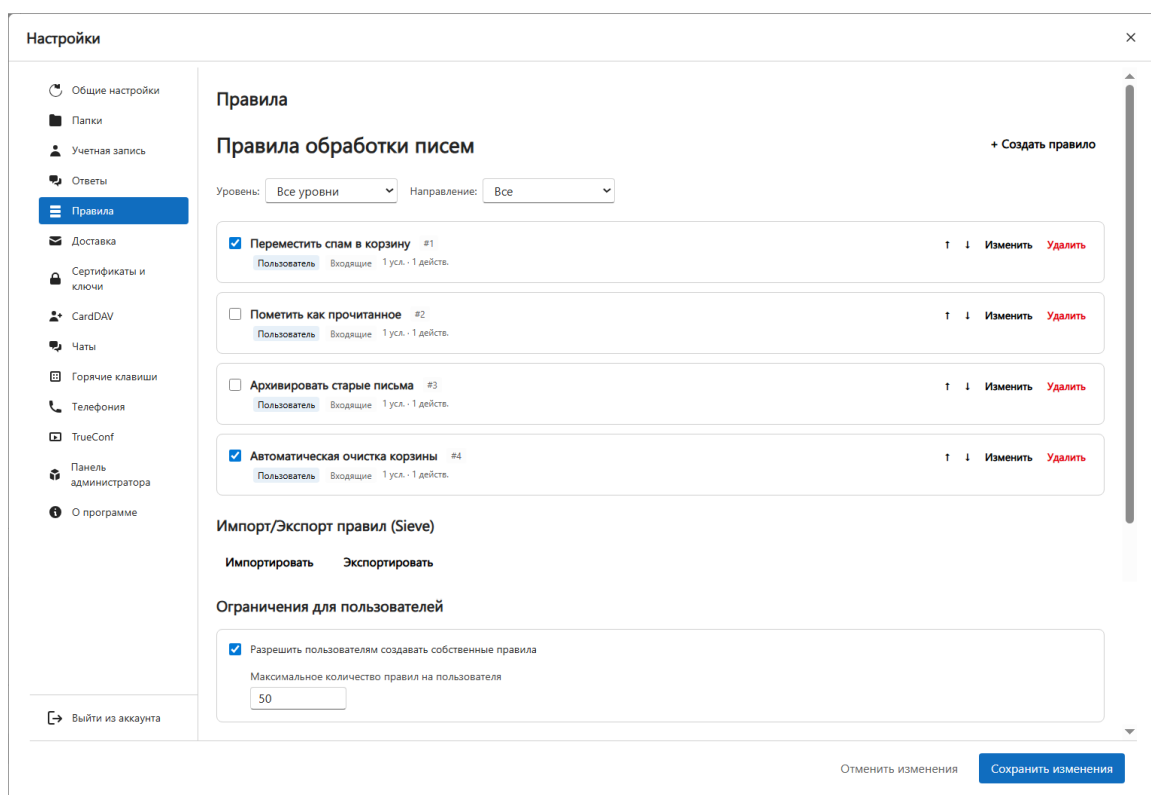 Настройки
Общие настройки
Папки
Учетная запись
Ответы
Правила
Доставка
Сертификаты и
ключи
CardDAV
Чаты
Горячие клавиши
Телефония
TrueConf
Панель
администратора
О программе
Выйти из аккаунта
Правила
Правила обработки писем
+ Создать правило
Уровень: Все уровни Направление: Все
Переместить спам в корзину #1 ↑ ↓ Изменить Удалить
Пользователь Входящие 1 усл. · 1 действ.
Пометить как прочитанное #2 ↑ ↓ Изменить Удалить
Пользователь Входящие 1 усл. · 1 действ.
Архивировать старые письма #3 ↑ ↓ Изменить Удалить
Пользователь Входящие 1 усл. · 1 действ.
Автоматическая очистка корзины #4 ↑ ↓ Изменить Удалить
Пользователь Входящие 1 усл. · 1 действ.
Импорт/Экспорт правил (Sieve)
Импортировать Экспортировать
Ограничения для пользователей
Разрешить пользователям создавать собственные правила
Максимальное количество правил на пользователя
50
Отменить изменения Сохранить изменения